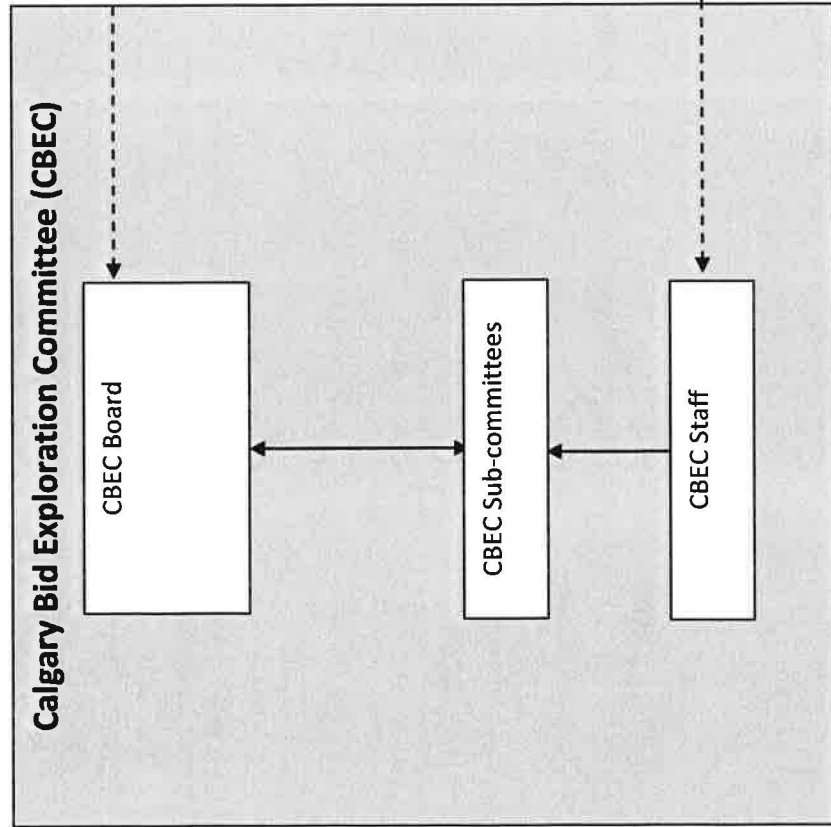 Calgary Bid Exploration Committee (CBEC)
CBEC Board
CBEC Sub-committees
CBEC Staff